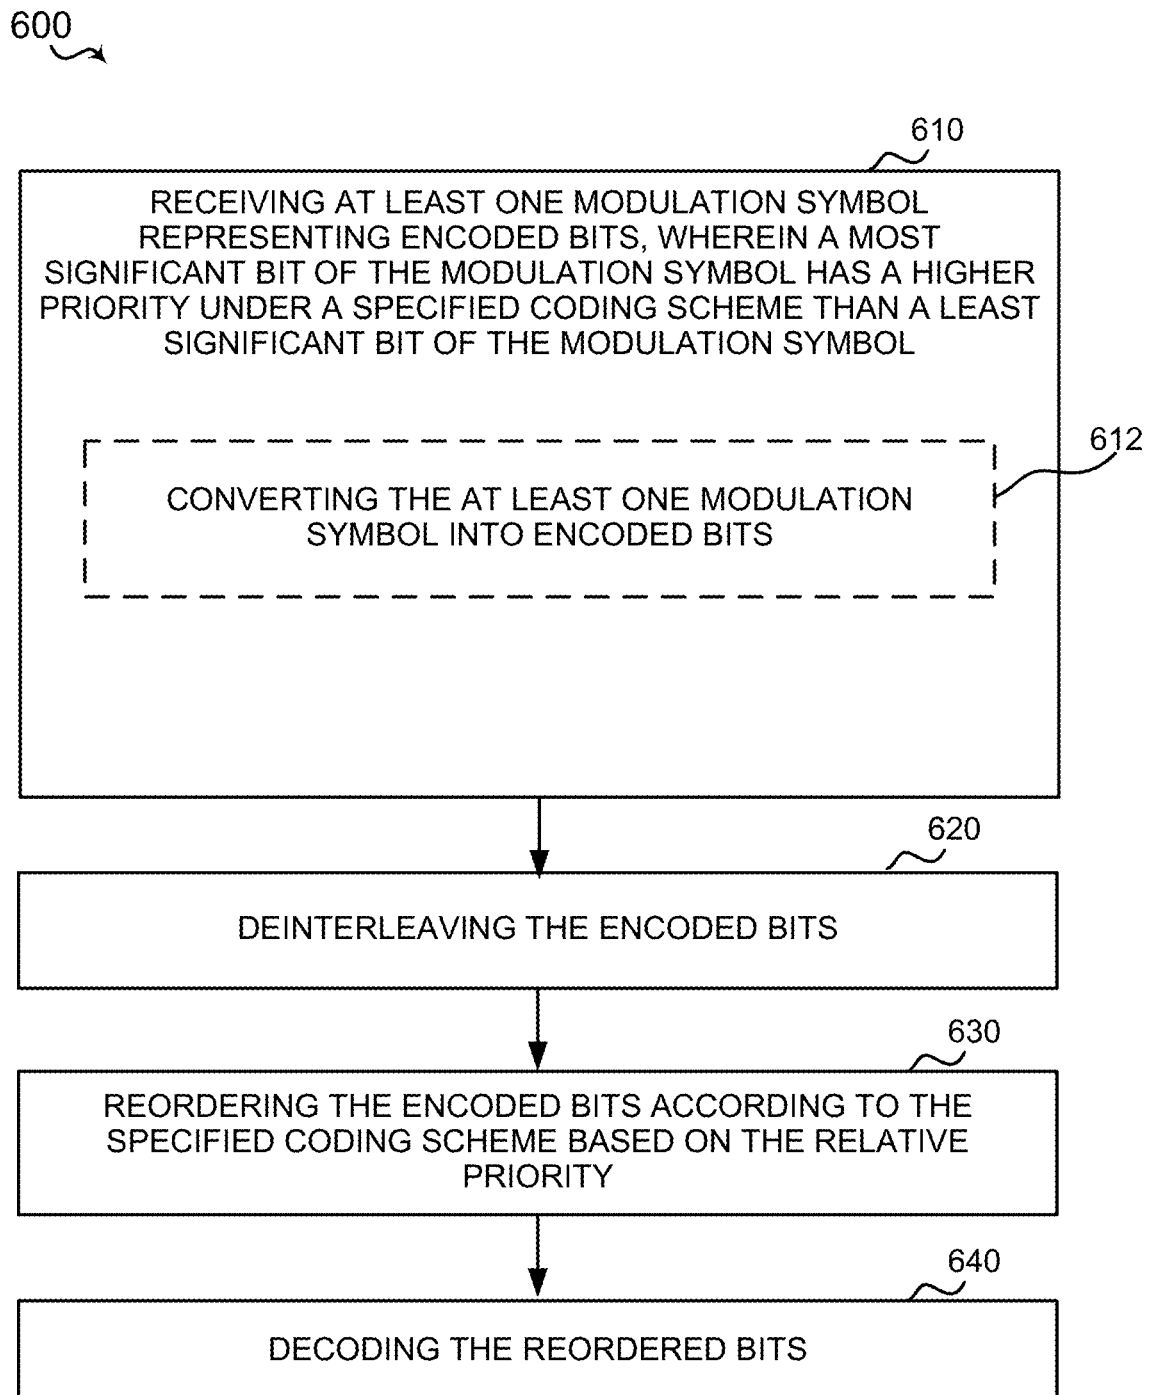 600
610
RECEIVING AT LEAST ONE MODULATION SYMBOL
REPRESENTING ENCODED BITS, WHEREIN A MOST
SIGNIFICANT BIT OF THE MODULATION SYMBOL HAS A HIGHER
PRIORITY UNDER A SPECIFIED CODING SCHEME THAN A LEAST
SIGNIFICANT BIT OF THE MODULATION SYMBOL
612
CONVERTING THE AT LEAST ONE MODULATION
SYMBOL INTO ENCODED BITS
620
DEINTERLEAVING THE ENCODED BITS
630
REORDERING THE ENCODED BITS ACCORDING TO THE
SPECIFIED CODING SCHEME BASED ON THE RELATIVE
PRIORITY
640
DECODING THE REORDERED BITS